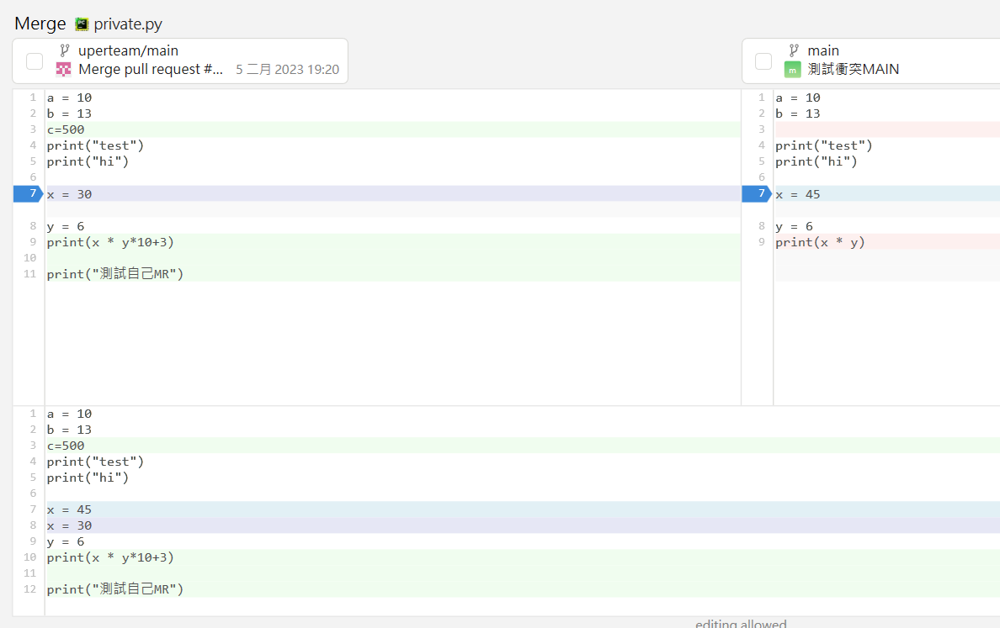 Merge private.py
uperteam/main
Merge pull request #... 5 二月 2023 19:20
main
測試衝突MAIN
1 a = 10
2 b = 13
3 c=500
4 print("test")
5 print("hi")
6
7 x = 30
8 y = 6
9 print(x * y*10+3)
10
11 print("測試自己MR")
1 a = 10
2 b = 13
3
4 print("test")
5 print("hi")
6
7 x = 45
8 y = 6
9 print(x * y)
1 a = 10
2 b = 13
3 c=500
4 print("test")
5 print("hi")
6
7 x = 45
8 x = 30
9 y = 6
10 print(x * y*10+3)
11
12 print("測試自己MR")
editing allowed